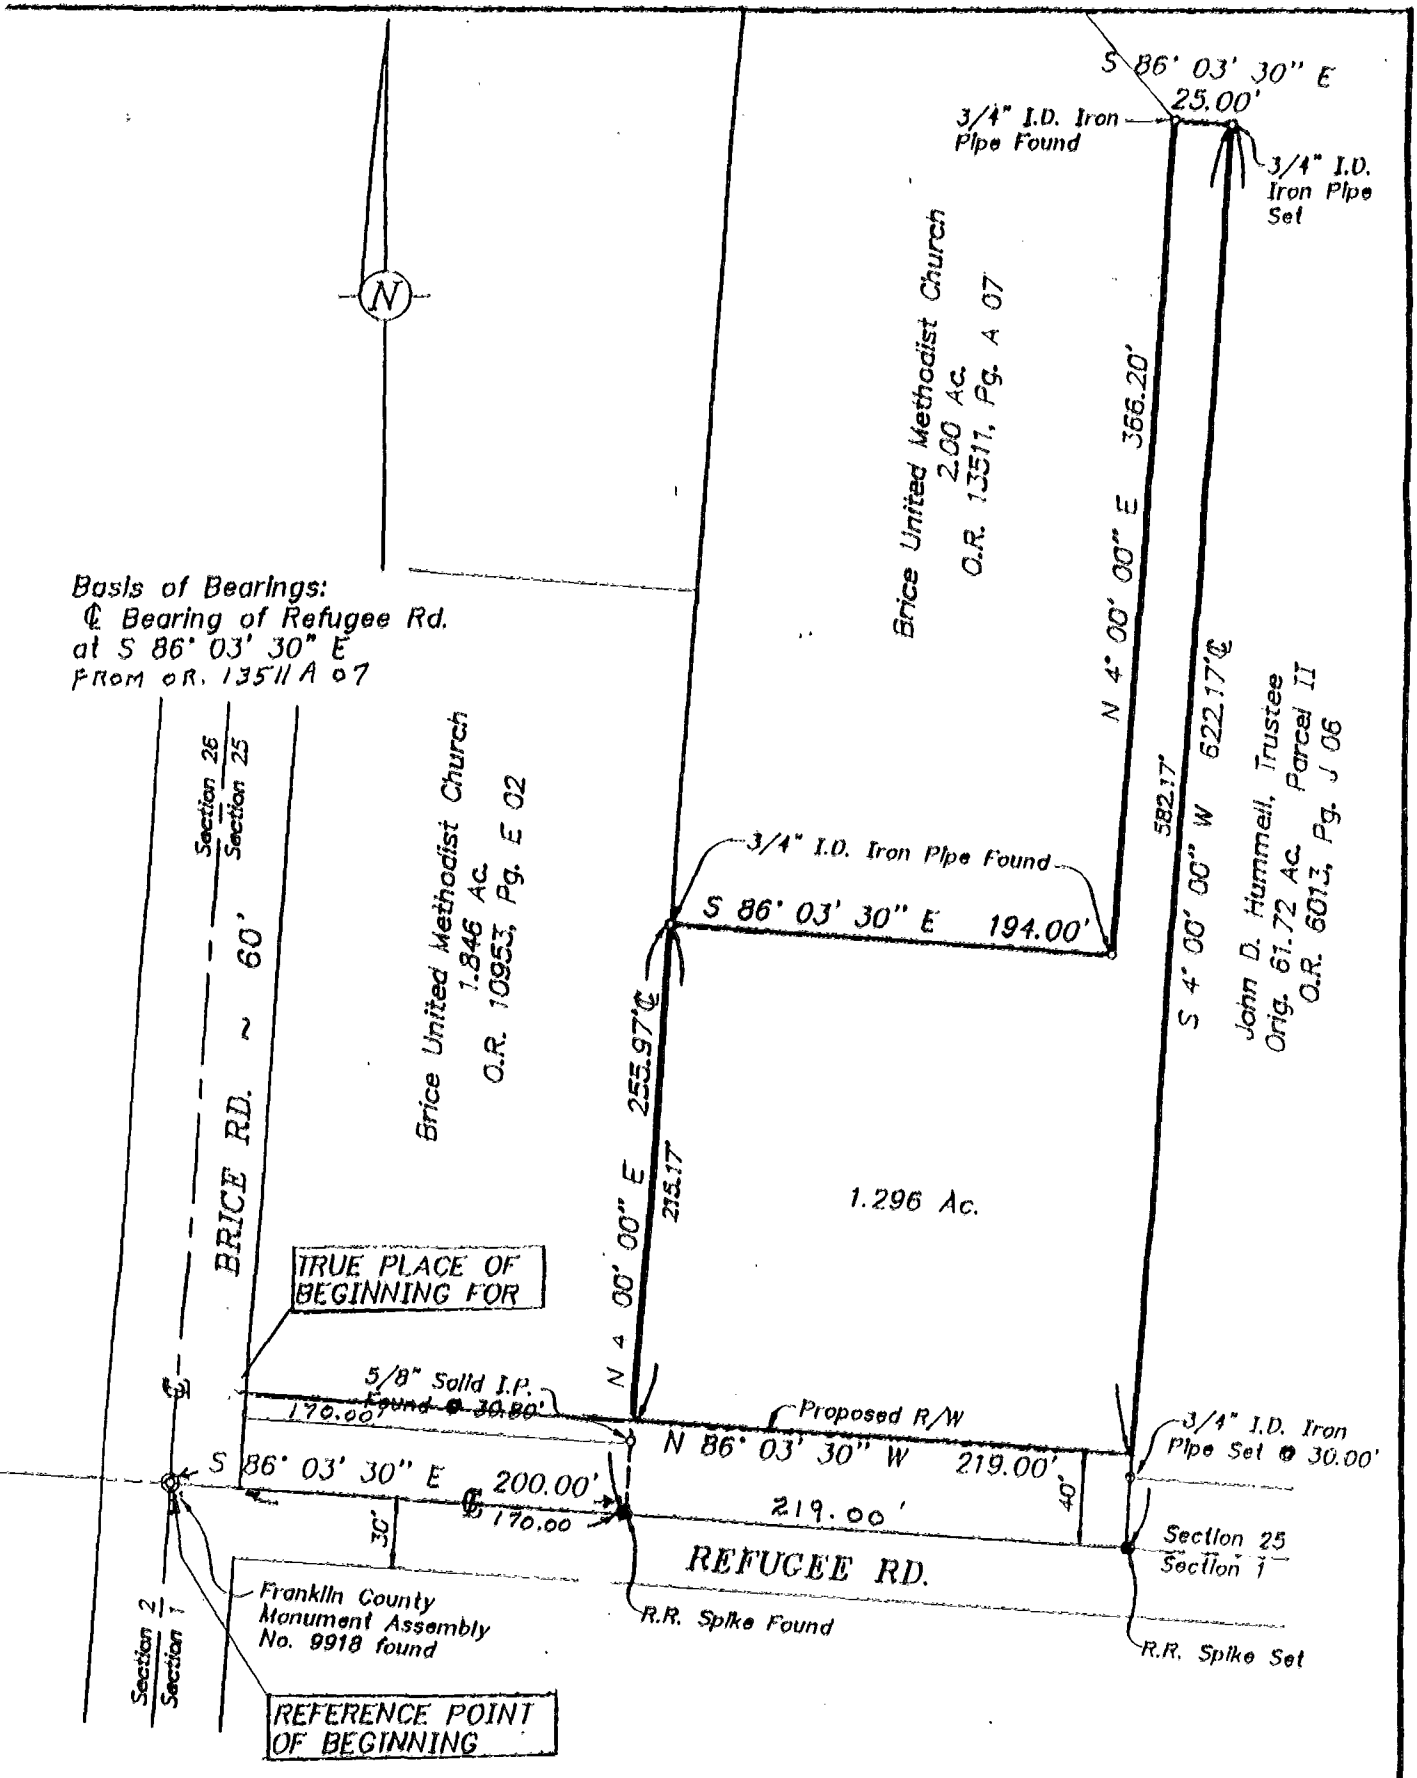 S 86° 03' 30" E
25.00'
3/4" I.D. Iron
Pipe Found
3/4" I.D.
Iron Pipe
Set
N
Brice United Methodist Church
2.00 Ac.
O.R. 13511, Pg. A 07
N 4° 00' 00" E 366.20'
Basis of Bearings:
℄ Bearing of Refugee Rd.
at S 86° 03' 30" E
FROM OR. 13511 A 07
Section 26
Section 25
BRICE RD. ~ 60'
Brice United Methodist Church
1.846 Ac.
O.R. 10953, Pg. E 02
3/4" I.D. Iron Pipe Found
S 86° 03' 30" E 194.00'
582.17'
S 4° 00' 00" W 622.17' ℄
John D. Hummell, Trustee
Orig. 61.72 Ac. Parcel II
O.R. 6013, Pg. J 06
N 4 00' 00" E 255.97' ℄
215.17'
1.296 Ac.
TRUE PLACE OF
BEGINNING FOR
℄
5/8" Solid I.P.
Found @ 30.80'
170.00'
Proposed R/W
N 86° 03' 30" W 219.00'
3/4" I.D. Iron
Pipe Set @ 30.00'
S 86° 03' 30" E 200.00'
℄ 170.00
219.00'
40'
30'
REFUGEE RD.
Section 25
Section 1
Franklin County
Monument Assembly
No. 9918 found
R.R. Spike Found
R.R. Spike Set
Section 2
Section 1
REFERENCE POINT
OF BEGINNING